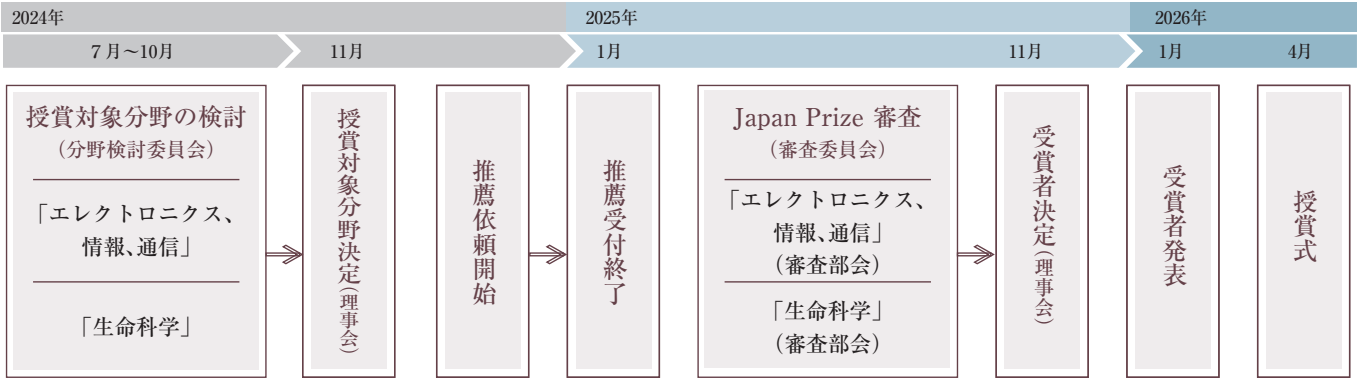 2024年
2025年
2026年
7月〜10月
11月
1月
11月
1月
4月
授賞対象分野の検討
（分野検討委員会）
「エレクトロニクス、
情報、通信」
「生命科学」
授賞対象分野決定（理事会）
推薦依頼開始
推薦受付終了
Japan Prize 審査
（審査委員会）
「エレクトロニクス、
情報、通信」
（審査部会）
「生命科学」
（審査部会）
受賞者決定（理事会）
受賞者発表
授賞式